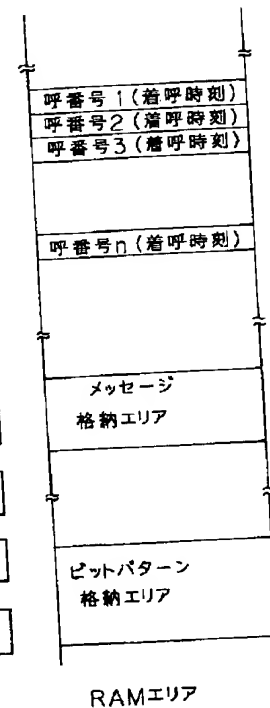 呼番号1(着呼時刻)
呼番号2(着呼時刻)
呼番号3(着呼時刻)
呼番号n(着呼時刻)
メッセージ
格納エリア
ビットパターン
格納エリア
RAMエリア